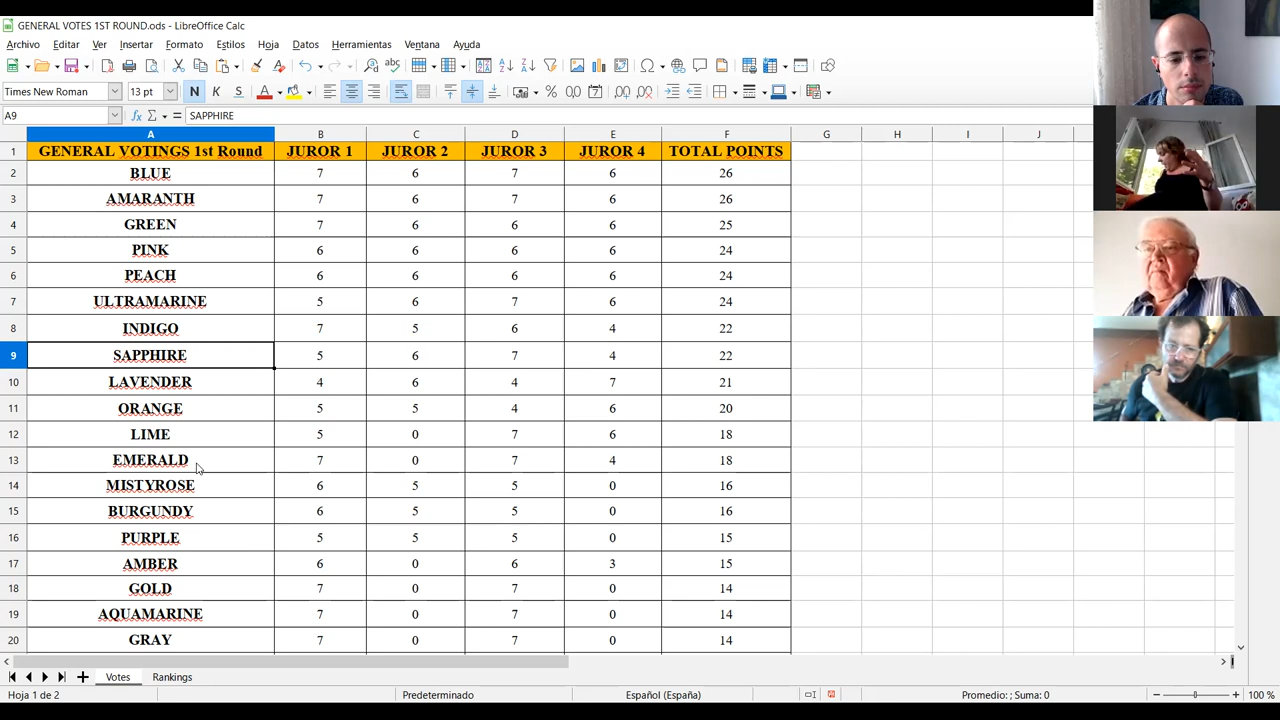 GENERAL VOTES 1ST ROUND.ods - LibreOffice Calc
Archivo Editar Ver Insertar Formato Estilos Hoja Datos Herramientas Ventana Ayuda
Times New Roman 13 pt N K S A
A9 SAPPHIRE
A B C D E F G H I J
1 GENERAL VOTINGS 1st Round JUROR 1 JUROR 2 JUROR 3 JUROR 4 TOTAL POINTS
2 BLUE 7 6 7 6 26
3 AMARANTH 7 6 7 6 26
4 GREEN 7 6 6 6 25
5 PINK 6 6 6 6 24
6 PEACH 6 6 6 6 24
7 ULTRAMARINE 5 6 7 6 24
8 INDIGO 7 5 6 4 22
9 SAPPHIRE 5 6 7 4 22
10 LAVENDER 4 6 4 7 21
11 ORANGE 5 5 4 6 20
12 LIME 5 0 7 6 18
13 EMERALD 7 0 7 4 18
14 MISTYROSE 6 5 5 0 16
15 BURGUNDY 6 5 5 0 16
16 PURPLE 5 5 5 0 15
17 AMBER 6 0 6 3 15
18 GOLD 7 0 7 0 14
19 AQUAMARINE 7 0 7 0 14
20 GRAY 7 0 7 0 14
Votes Rankings
Hoja 1 de 2 Predeterminado Español (España) Promedio: ; Suma: 0 100 %